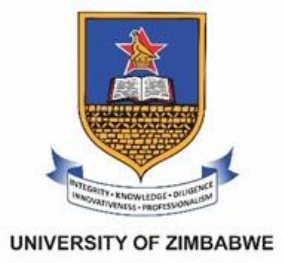 INTEGRITY • KNOWLEDGE • DILIGENCE
INNOVATIVENESS • PROFESSIONALISM
UNIVERSITY OF ZIMBABWE